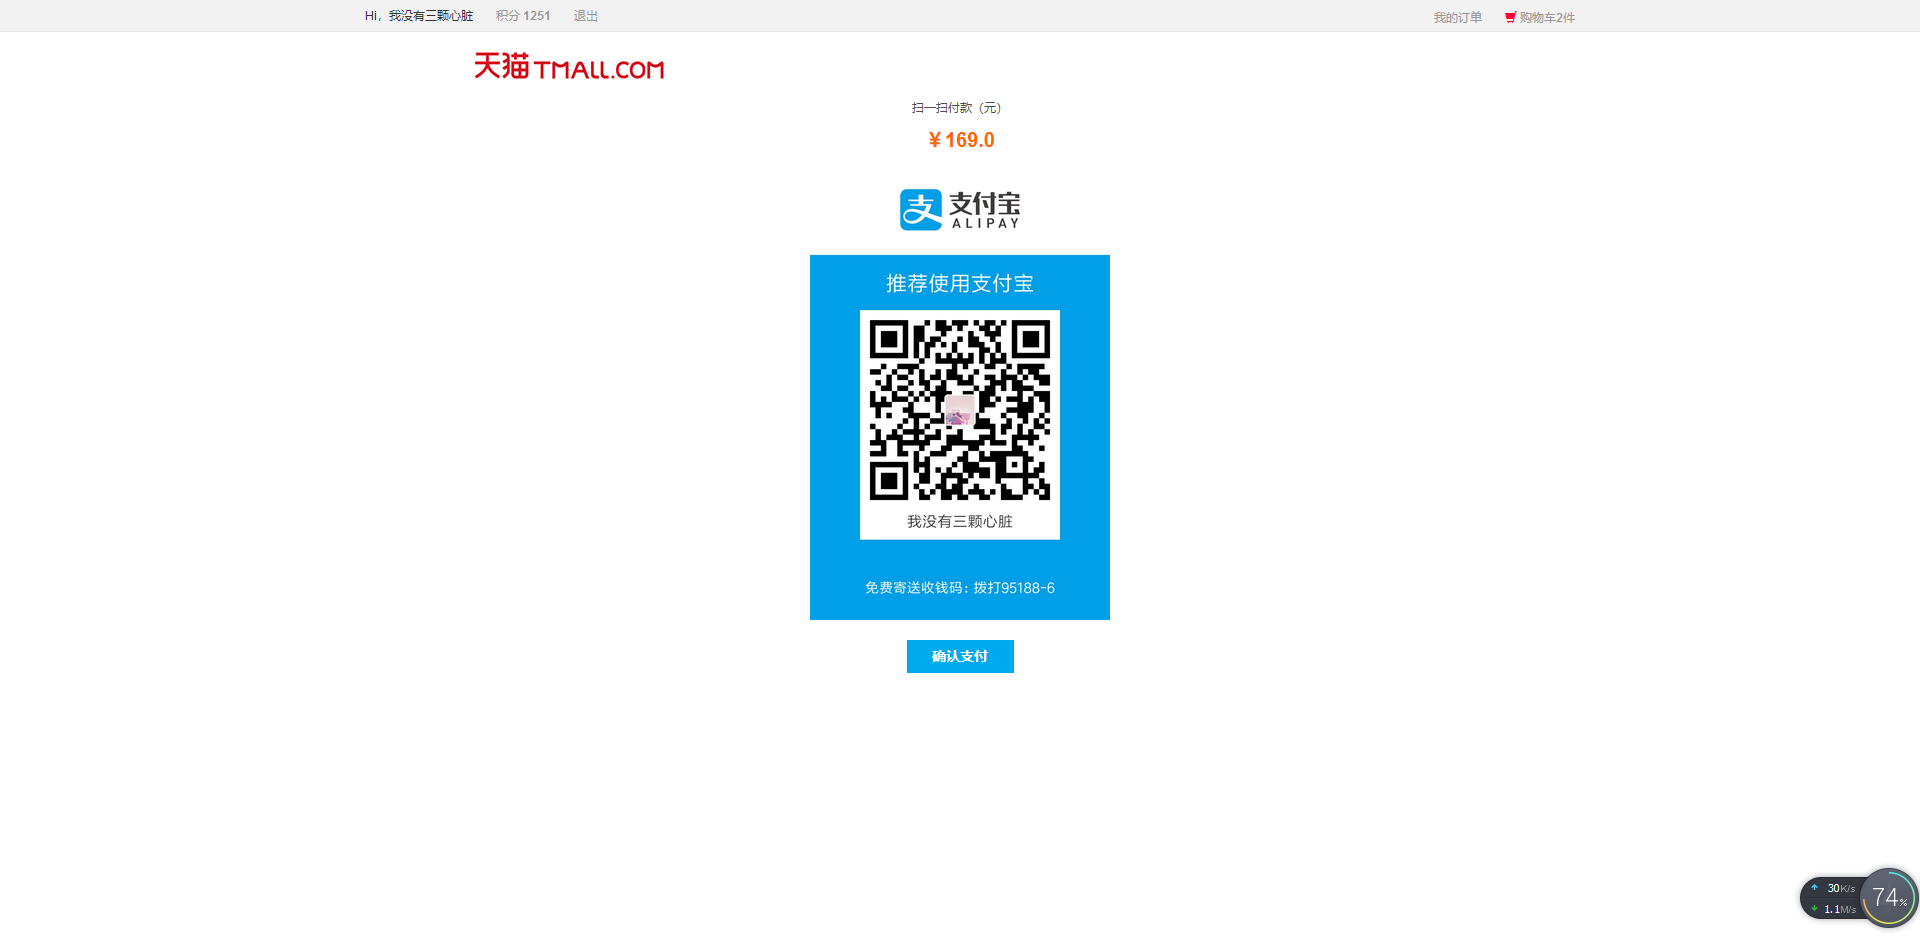 Hi，我没有三颗心脏 积分 1251 退出 我的订单 购物车2件
天猫 TMALL.COM
扫一扫付款（元）
￥169.0
支 支付宝
ALIPAY
推荐使用支付宝
我没有三颗心脏
免费寄送收钱码：拨打95188-6
确认支付
30K/s
1.1M/s
74%